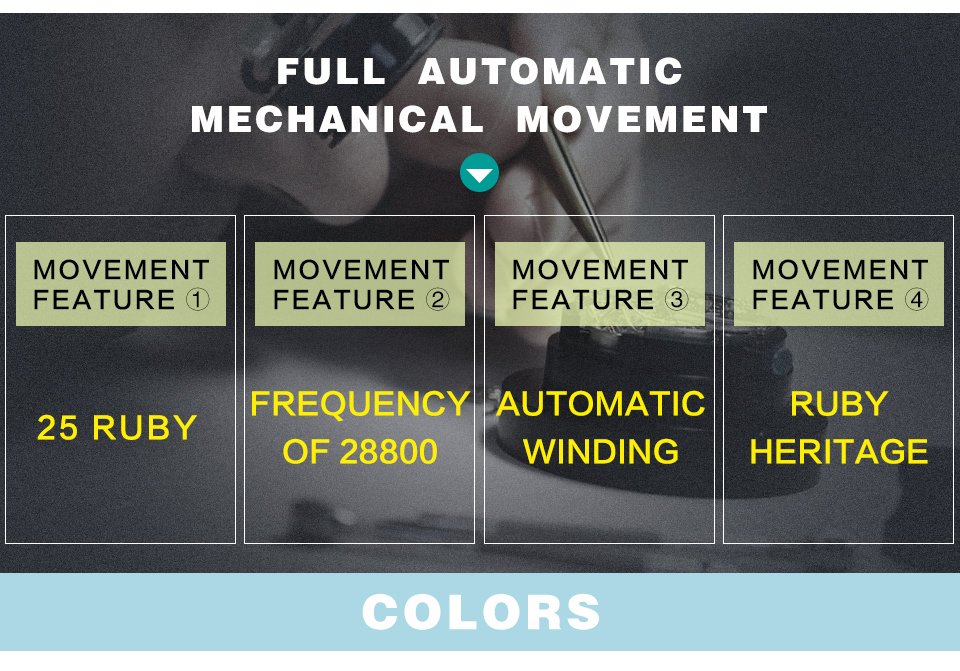 FULL AUTOMATIC
MECHANICAL MOVEMENT
MOVEMENT
FEATURE ①
25 RUBY
MOVEMENT
FEATURE ②
FREQUENCY
OF 28800
MOVEMENT
FEATURE ③
AUTOMATIC
WINDING
MOVEMENT
FEATURE ④
RUBY
HERITAGE
COLORS